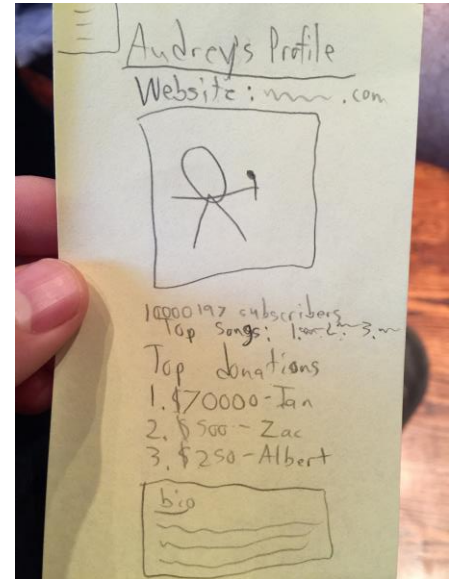 Audrey's Profile
Website: .com
subscribers
Top Songs: 1. 2. 3.
Top donations
1. $70000-Ian
2. $500-Zac
3. $250-Albert
bio